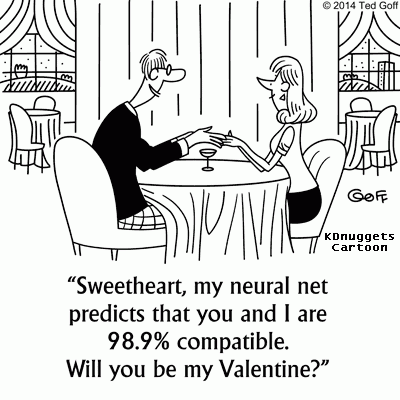 © 2014 Ted Goff
GOFF
KDnuggets
Cartoon
“Sweetheart, my neural net
predicts that you and I are
98.9% compatible.
Will you be my Valentine?”